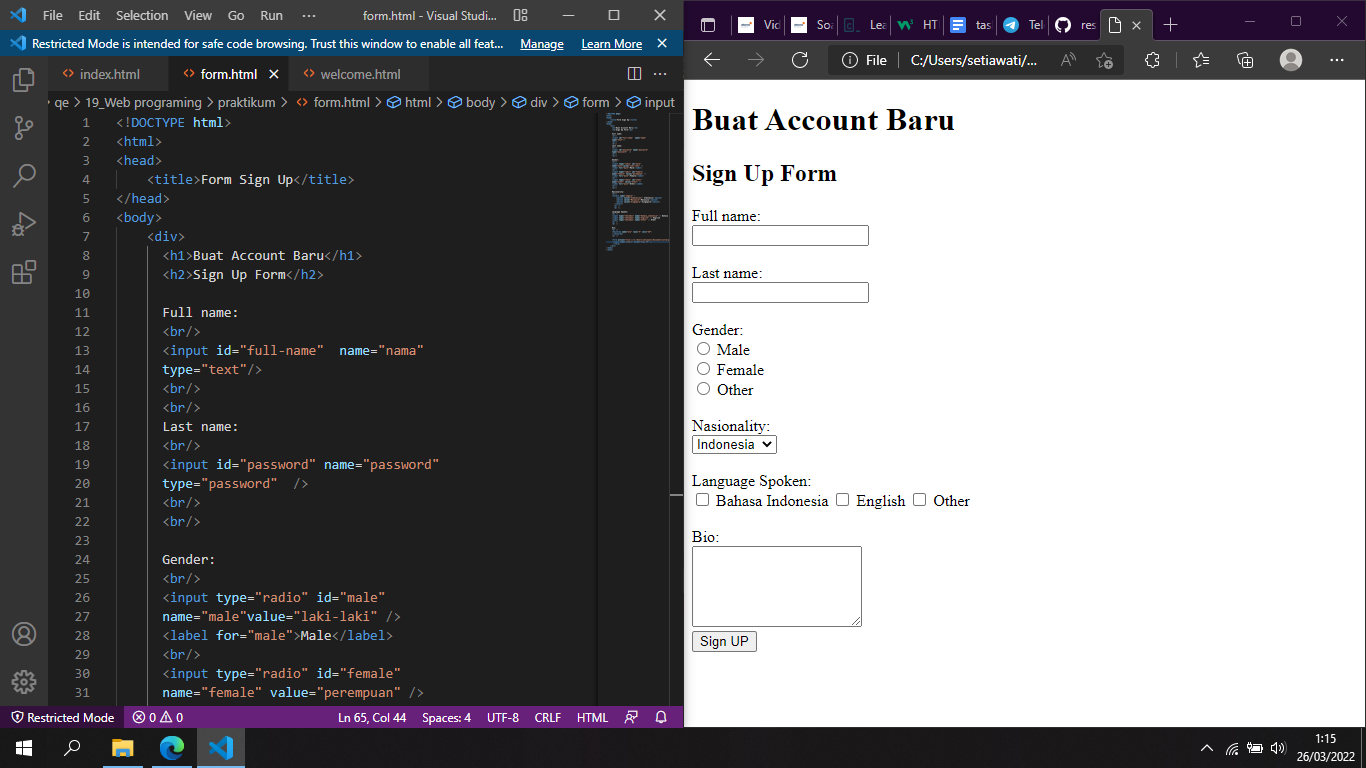 File Edit Selection View Go Run ··· form.html - Visual Studi...
Restricted Mode is intended for safe code browsing. Trust this window to enable all feat... Manage Learn More
index.html form.html welcome.html
qe > 19_Web programing > praktikum > form.html > html > body > div > form > input
1 <!DOCTYPE html>
2 <html>
3 <head>
4 <title>Form Sign Up</title>
5 </head>
6 <body>
7 <div>
8 <h1>Buat Account Baru</h1>
9 <h2>Sign Up Form</h2>
10
11 Full name:
12 <br/>
13 <input id="full-name"  name="nama"
14 type="text"/>
15 <br/>
16 <br/>
17 Last name:
18 <br/>
19 <input id="password" name="password"
20 type="password"  />
21 <br/>
22 <br/>
23
24 Gender:
25 <br/>
26 <input type="radio" id="male"
27 name="male"value="laki-laki" />
28 <label for="male">Male</label>
29 <br/>
30 <input type="radio" id="female"
31 name="female" value="perempuan" />
Restricted Mode 0 0 Ln 65, Col 44 Spaces: 4 UTF-8 CRLF HTML
Vid Soa Lea HT tas Tel res
File C:/Users/setiawati/...
Buat Account Baru
Sign Up Form
Full name:
Last name:
Gender:
Male
Female
Other
Nasionality:
Indonesia
Language Spoken:
Bahasa Indonesia English Other
Bio:
Sign UP
1:15
26/03/2022